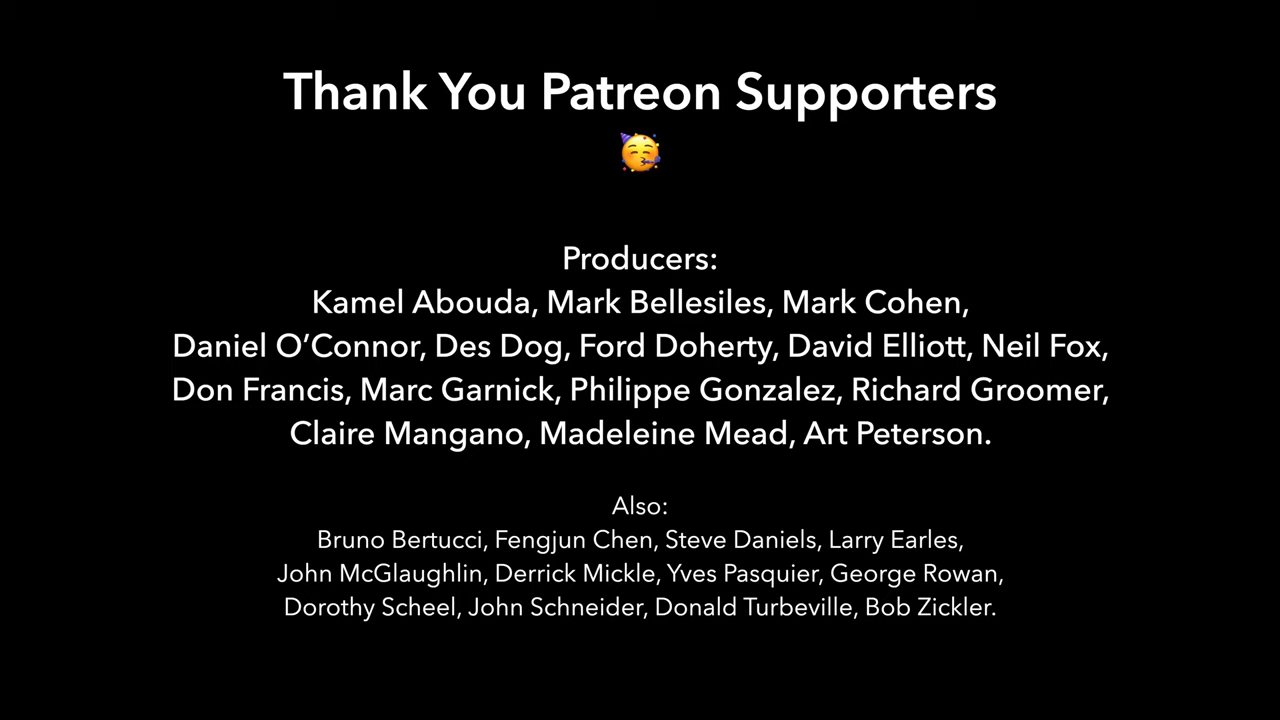 Thank You Patreon Supporters
🥳
Producers:
Kamel Abouda, Mark Bellesiles, Mark Cohen,
Daniel O’Connor, Des Dog, Ford Doherty, David Elliott, Neil Fox,
Don Francis, Marc Garnick, Philippe Gonzalez, Richard Groomer,
Claire Mangano, Madeleine Mead, Art Peterson.
Also:
Bruno Bertucci, Fengjun Chen, Steve Daniels, Larry Earles,
John McGlaughlin, Derrick Mickle, Yves Pasquier, George Rowan,
Dorothy Scheel, John Schneider, Donald Turbeville, Bob Zickler.